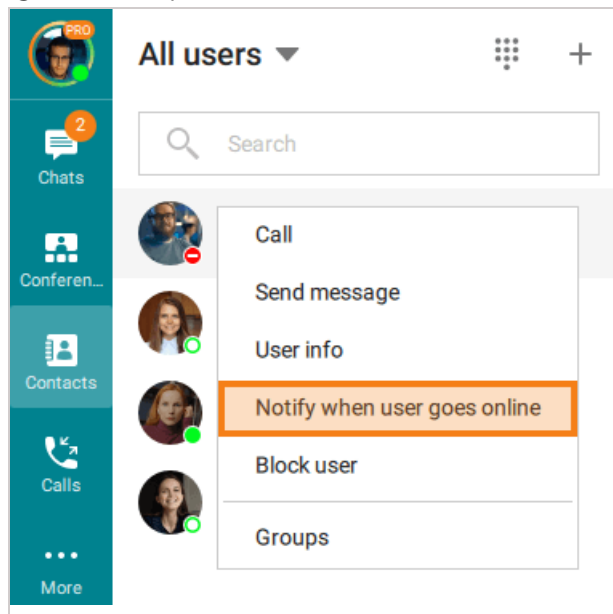 PRO
All users
Search
2
Chats
Conferen...
Contacts
Calls
More
Call
Send message
User info
Notify when user goes online
Block user
Groups